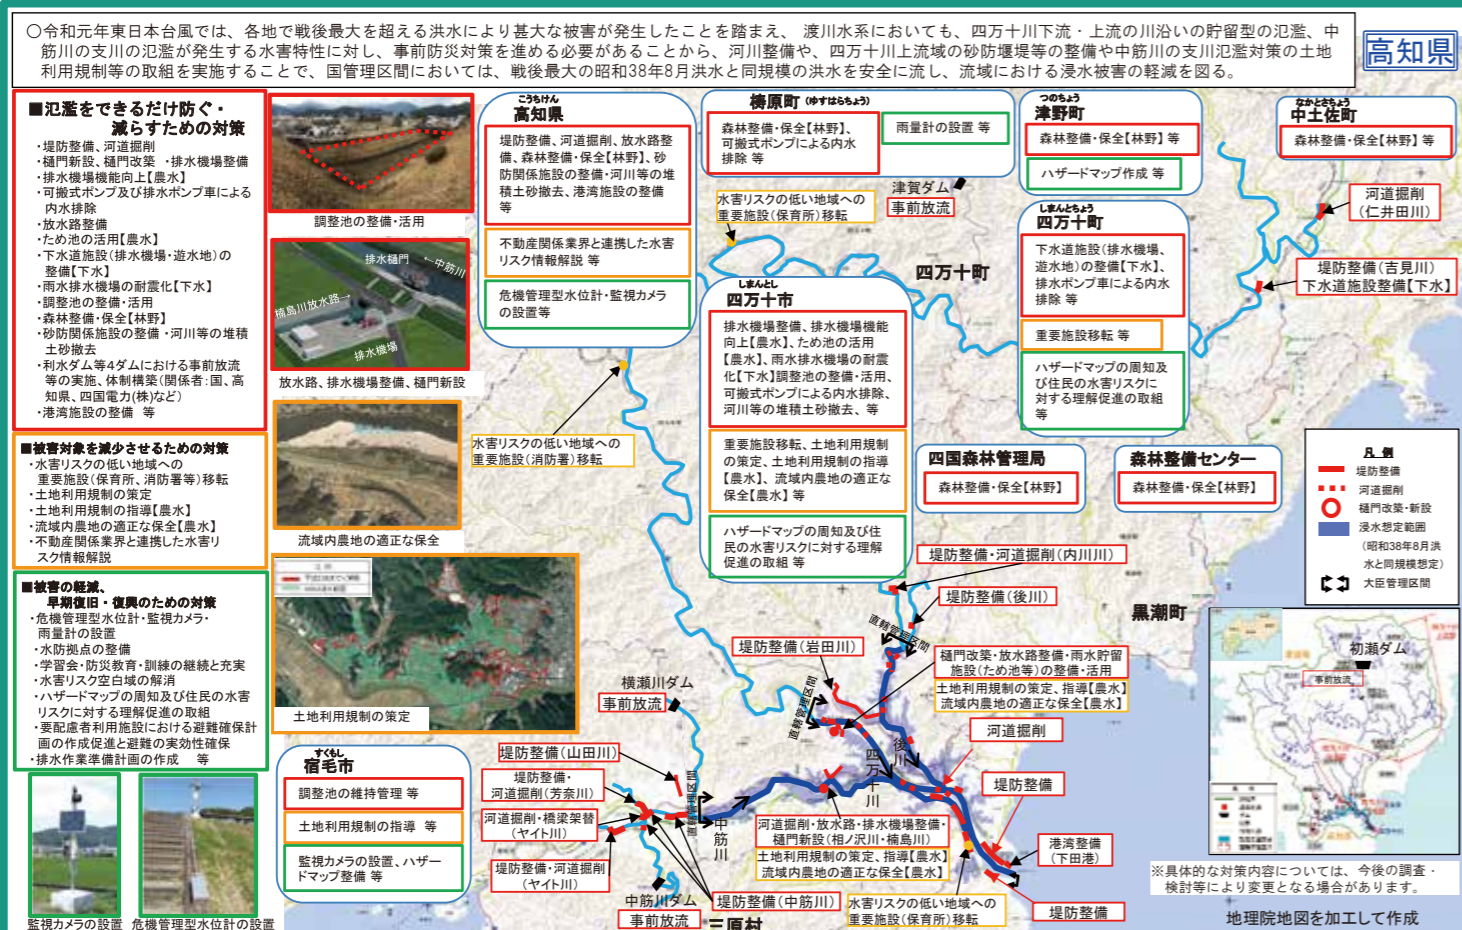 ○令和元年東日本台風では、各地で戦後最大を超える洪水により甚大な被害が発生したことを踏まえ、 渡川水系においても、四万十川下流・上流の川沿いの貯留型の氾濫、中
筋川の支川の氾濫が発生する水害特性に対し、事前防災対策を進める必要があることから、河川整備や、四万十川上流域の砂防堰堤等の整備や中筋川の支川氾濫対策の土地
利用規制等の取組を実施することで、国管理区間においては、戦後最大の昭和38年8月洪水と同規模の洪水を安全に流し、流域における浸水被害の軽減を図る。
高知県
■氾濫をできるだけ防ぐ・
減らすための対策
・堤防整備、河道掘削
・樋門新設、樋門改築 ・排水機場整備
・排水機場機能向上【農水】
・可搬式ポンプ及び排水ポンプ車による
内水排除
・放水路整備
・ため池の活用【農水】
・下水道施設(排水機場・遊水地)の
整備【下水】
・雨水排水機場の耐震化【下水】
・調整池の整備・活用
・森林整備・保全【林野】
・砂防関係施設の整備・河川等の堆積
土砂撤去
・利水ダム等4ダムにおける事前放流
等の実施、体制構築(関係者:国、高
知県、四国電力(株)など)
・港湾施設の整備 等
■被害対象を減少させるための対策
・水害リスクの低い地域への
重要施設(保育所、消防署等)移転
・土地利用規制の策定
・土地利用規制の指導【農水】
・流域内農地の適正な保全【農水】
・不動産関係業界と連携した水害リ
スク情報解説
■被害の軽減、
早期復旧・復興のための対策
・危機管理型水位計・監視カメラ・
雨量計の設置
・水防拠点の整備
・学習会・防災教育・訓練の継続と充実
・水害リスク空白域の解消
・ハザードマップの周知及び住民の水害
リスクに対する理解促進の取組
・要配慮者利用施設における避難確保計
画の作成促進と避難の実効性確保
・排水作業準備計画の作成 等
監視カメラの設置
危機管理型水位計の設置
調整池の整備・活用
排水樋門
←中筋川
楠島川放水路→
排水機場
放水路、排水機場整備、樋門新設
流域内農地の適正な保全
土地利用規制の策定
こうちけん
高知県
堤防整備、河道掘削、放水路整
備、森林整備・保全【林野】、砂
防関係施設の整備・河川等の堆
積土砂撤去、港湾施設の整備
等
不動産関係業界と連携した水害
リスク情報解説 等
危機管理型水位計・監視カメラ
の設置等
梼原町(ゆすはらちょう)
森林整備・保全【林野】、
可搬式ポンプによる内水
排除 等
雨量計の設置 等
つのちょう
津野町
森林整備・保全【林野】 等
ハザードマップ作成 等
なかとさちょう
中土佐町
森林整備・保全【林野】 等
しまんとちょう
四万十町
下水道施設(排水機場、
遊水地)の整備【下水】、
排水ポンプ車による内水
排除 等
重要施設移転 等
ハザードマップの周知及
び住民の水害リスクに
対する理解促進の取組
等
しまんとし
四万十市
排水機場整備、排水機場機能
向上【農水】、ため池の活用
【農水】、雨水排水機場の耐震
化【下水】調整池の整備・活用、
可搬式ポンプによる内水排除、
河川等の堆積土砂撤去、等
重要施設移転、土地利用規制
の策定、土地利用規制の指導
【農水】、流域内農地の適正な
保全【農水】 等
ハザードマップの周知及び住
民の水害リスクに対する理解
促進の取組 等
四国森林管理局
森林整備・保全【林野】
森林整備センター
森林整備・保全【林野】
すくもし
宿毛市
調整池の維持管理 等
土地利用規制の指導 等
監視カメラの設置、ハザー
ドマップ整備 等
水害リスクの低い地域への
重要施設(保育所)移転
津賀ダム
事前放流
四万十町
河道掘削
(仁井田川)
堤防整備(吉見川)
下水道施設整備【下水】
水害リスクの低い地域への
重要施設(消防署)移転
凡 例
堤防整備
河道掘削
樋門改築・新設
浸水想定範囲
(昭和38年8月洪
水と同規模想定)
大臣管理区間
堤防整備・河道掘削(内川川)
堤防整備(後川)
黒潮町
直轄管理区間
堤防整備(岩田川)
樋門改築・放水路整備・雨水貯留
施設(ため池等)の整備・活用
土地利用規制の策定、指導【農水】
流域内農地の適正な保全【農水】
直轄管理区間
河道掘削
後川
四万十川
堤防整備
横瀬川ダム
事前放流
堤防整備(山田川)
堤防整備・
河道掘削(芳奈川)
河道掘削・橋梁架替
(ヤイト川)
堤防整備・河道掘削
(ヤイト川)
直轄管理区間
中筋川
河道掘削・放水路・排水機場整備・
樋門新設(相ノ沢川・楠島川)
土地利用規制の策定、指導【農水】
流域内農地の適正な保全【農水】
港湾整備
(下田港)
中筋川ダム
事前放流
堤防整備(中筋川)
三原村
水害リスクの低い地域への
重要施設(保育所)移転
堤防整備
初瀬ダム
事前放流
※具体的な対策内容については、今後の調査・
検討等により変更となる場合があります。
地理院地図を加工して作成